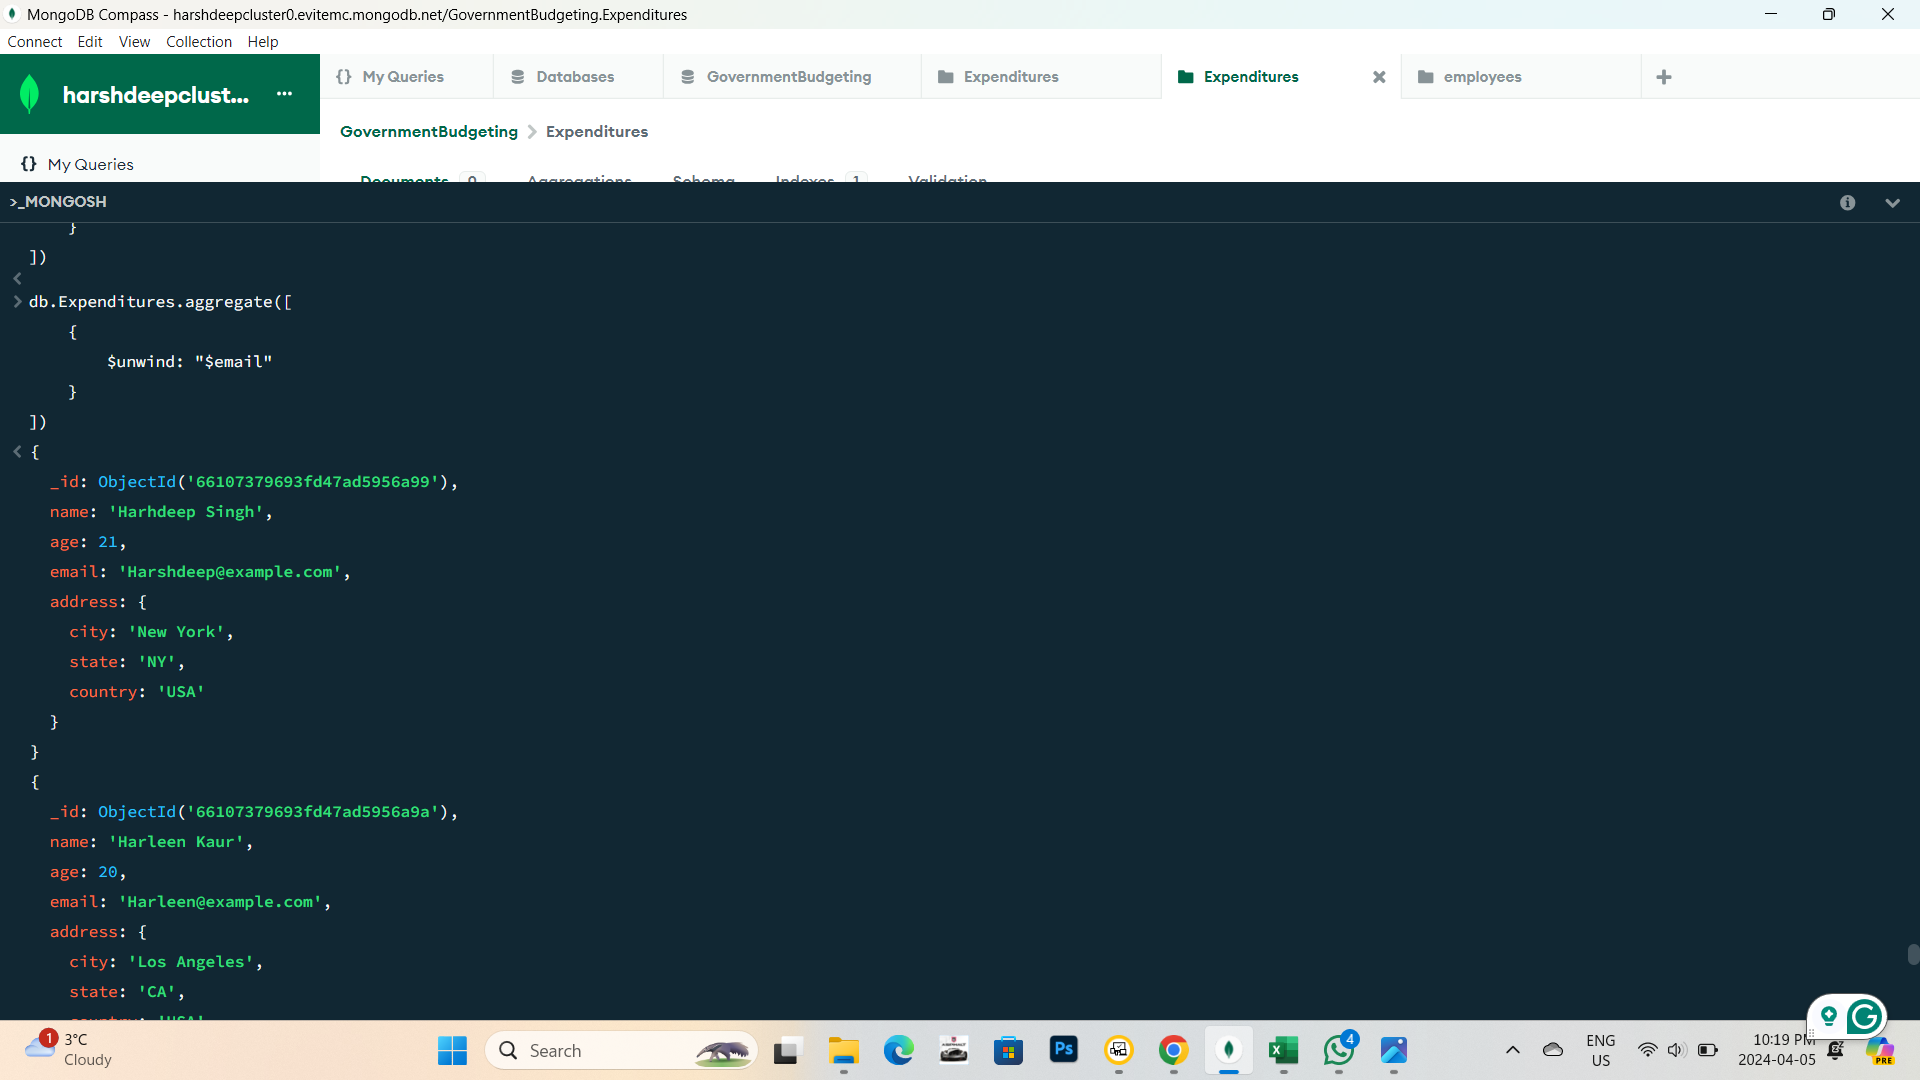 MongoDB Compass - harshdeepcluster0.evitemc.mongodb.net/GovernmentBudgeting.Expenditures
Connect Edit View Collection Help
harshdeepclust... ...
{} My Queries Databases GovernmentBudgeting Expenditures Expenditures employees
GovernmentBudgeting > Expenditures
{} My Queries
Documents 0 Aggregations Schema Indexes 1 Validation
>_MONGOSH
}
])
<
> db.Expenditures.aggregate([
{
$unwind: "$email"
}
])
< {
_id: ObjectId('66107379693fd47ad5956a99'),
name: 'Harhdeep Singh',
age: 21,
email: 'Harshdeep@example.com',
address: {
city: 'New York',
state: 'NY',
country: 'USA'
}
}
{
_id: ObjectId('66107379693fd47ad5956a9a'),
name: 'Harleen Kaur',
age: 20,
email: 'Harleen@example.com',
address: {
city: 'Los Angeles',
state: 'CA',
country: 'USA'
1
3°C
Cloudy
Search
Ps
4
ENG
US
10:19 PM
2024-04-05
PRE